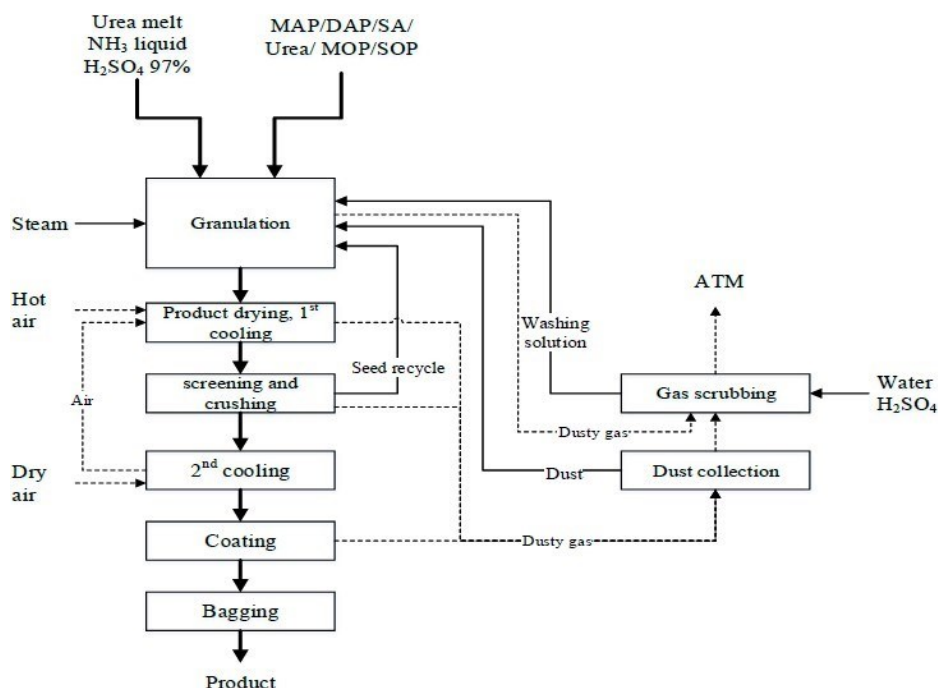 Urea melt
NH₃ liquid
H₂SO₄ 97%
MAP/DAP/SA/
Urea/ MOP/SOP
Steam
Granulation
Hot
air
Product drying, 1ˢᵗ
cooling
ATM
Washing
solution
Seed recycle
screening and
crushing
Gas scrubbing
Water
H₂SO₄
Air
Dusty gas
Dry
air
2ⁿᵈ cooling
Dust
Dust collection
Coating
Dusty gas
Bagging
Product